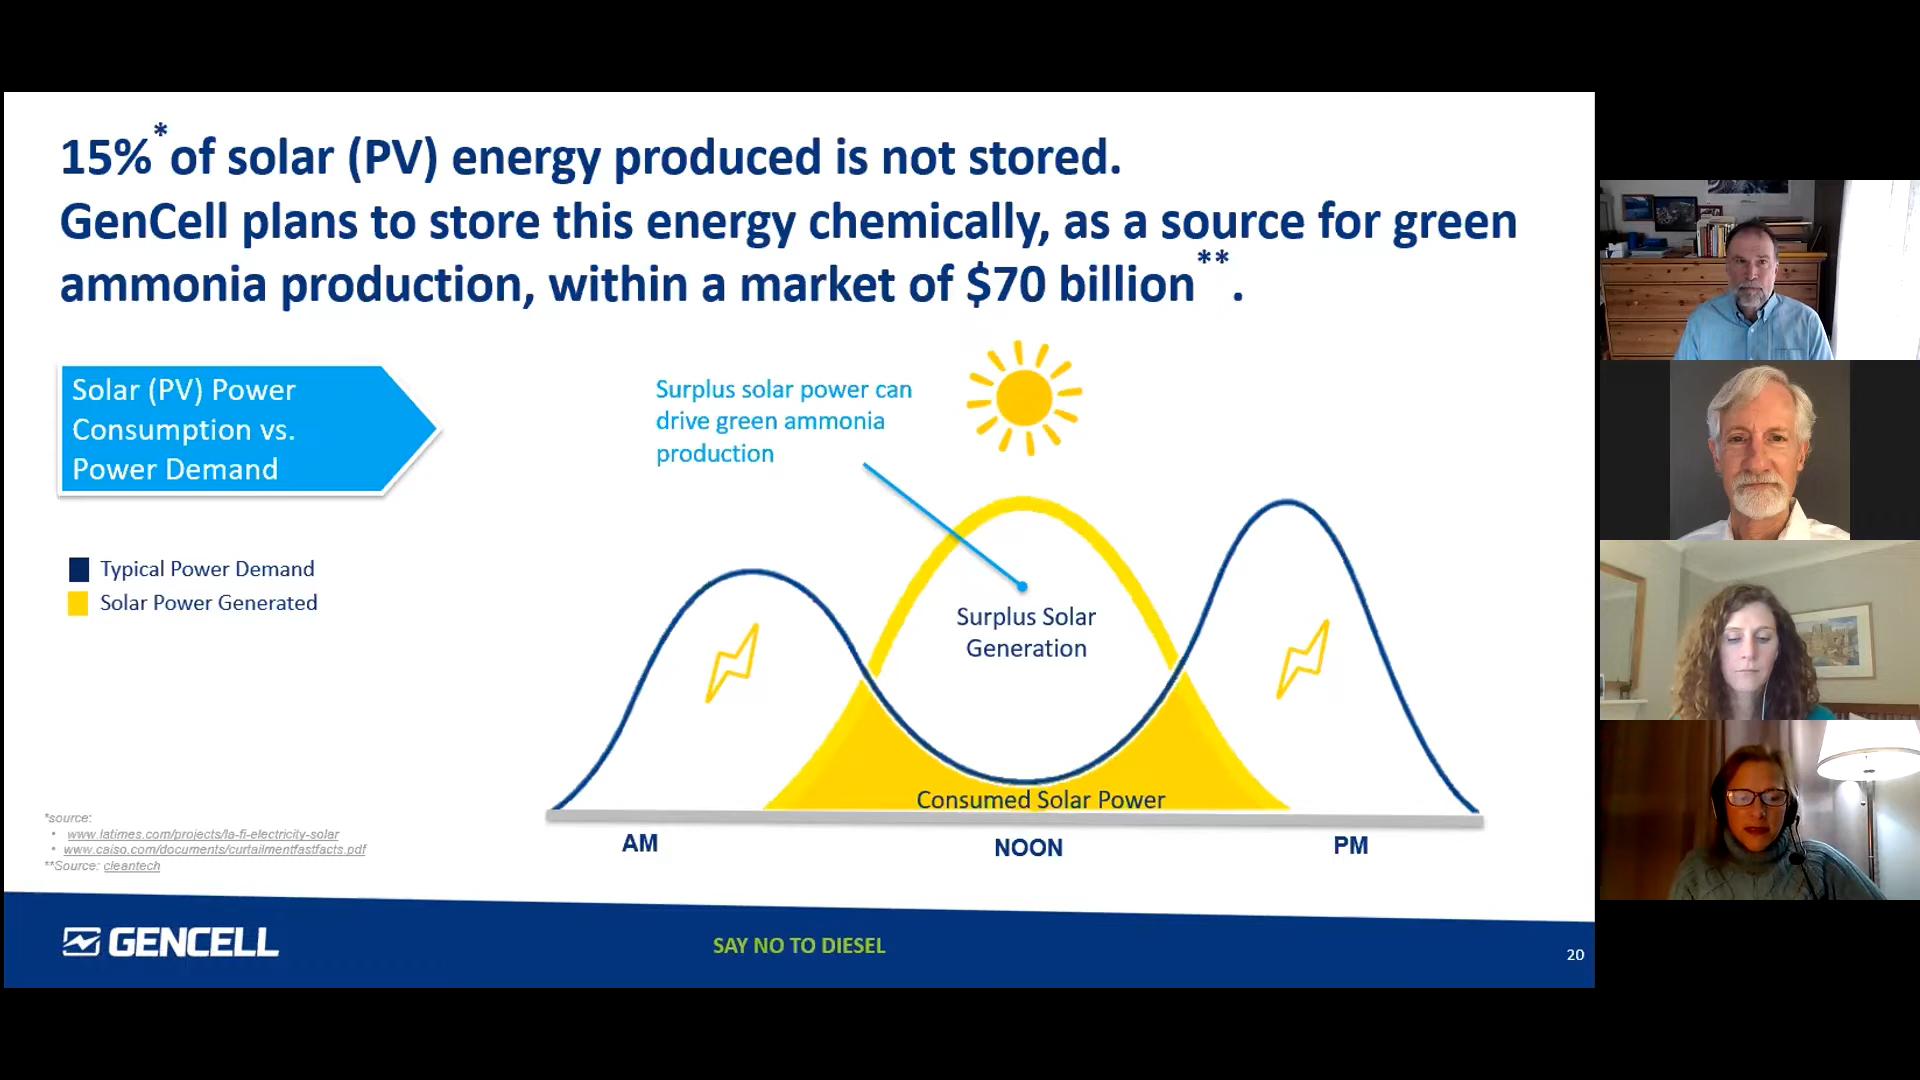 15%* of solar (PV) energy produced is not stored.
GenCell plans to store this energy chemically, as a source for green
ammonia production, within a market of $70 billion**.
Solar (PV) Power
Consumption vs.
Power Demand
Surplus solar power can
drive green ammonia
production
Typical Power Demand
Solar Power Generated
Surplus Solar
Generation
Consumed Solar Power
AM
NOON
PM
*source:
• www.latimes.com/projects/la-fi-electricity-solar
• www.caiso.com/documents/curtailmentfastfacts.pdf
**Source: cleantech
GENCELL
SAY NO TO DIESEL
20